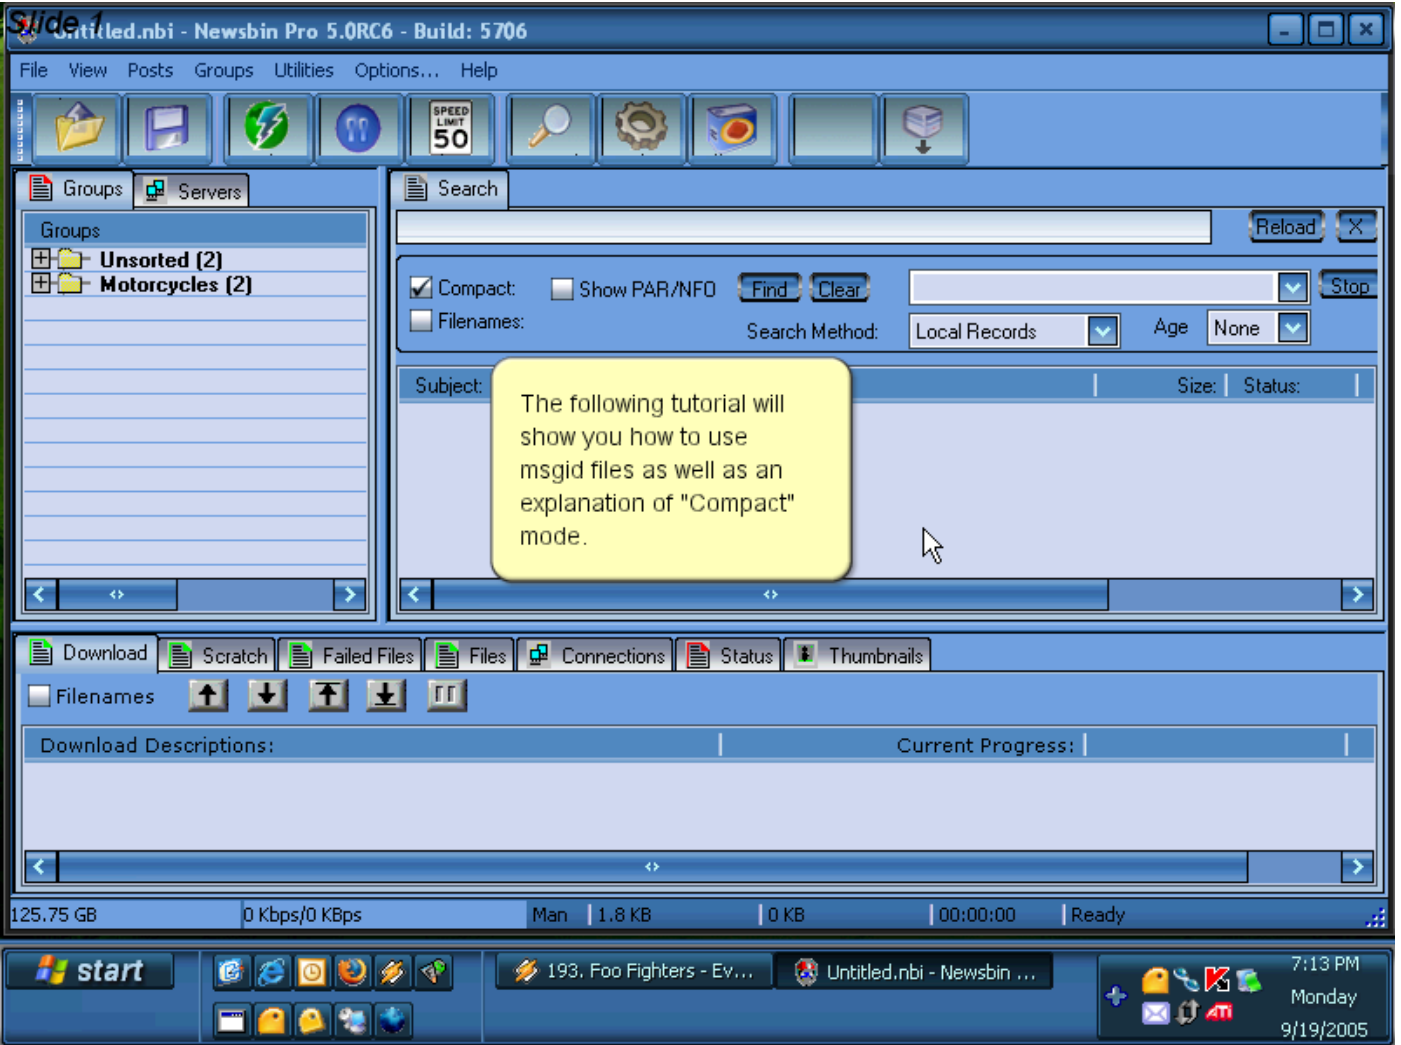 Slide 1
Untitled.nbi - Newsbin Pro 5.0RC6 - Build: 5706
File View Posts Groups Utilities Options... Help
SPEED LIMIT 50
Groups Servers
Search
Groups
Reload X
Unsorted (2)
Motorcycles (2)
Compact: Show PAR/NFO Find Clear Stop
Filenames:
Search Method: Local Records Age None
Subject: Size: Status:
The following tutorial will
show you how to use
msgid files as well as an
explanation of "Compact"
mode.
Download Scratch Failed Files Files Connections Status Thumbnails
Filenames
Download Descriptions: Current Progress:
125.75 GB 0 Kbps/0 KBps Man 1.8 KB 0 KB 00:00:00 Ready
start 193. Foo Fighters - Ev... Untitled.nbi - Newsbin ... 7:13 PM
Monday
ATI
9/19/2005